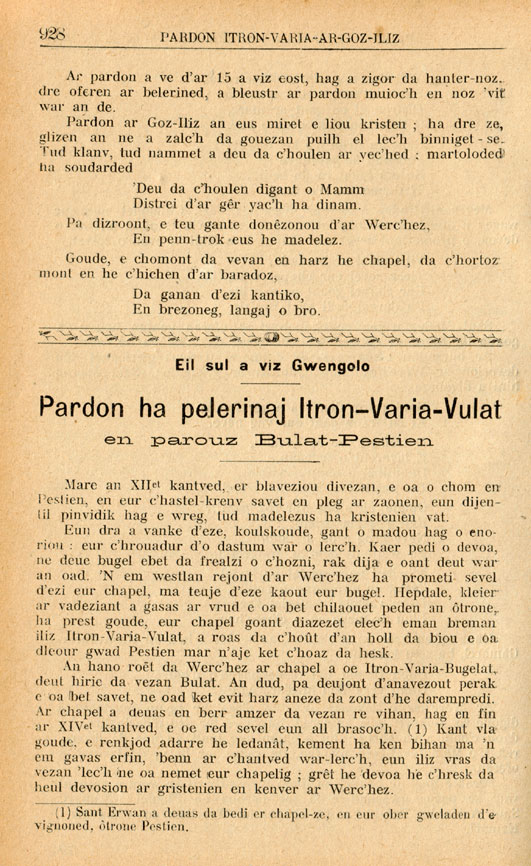 928
PARDON ITRON-VARIA-AR-GOZ-ILIZ
Ar pardon a ve d'ar 15 a viz eost, hag a zigor da hanter-noz,
dre oferen ar belerined, a bleustr ar pardon muioc'h en noz 'vit
war an de.
Pardon ar Goz-Iliz an eus miret e liou kristen ; ha dre ze,
glizen an ne a zalc'h da gouezan puilh el lec'h binniget-se.
Tud klanv, tud nammet a deu da c'houlen ar yec'hed ; martoloded
ha soudarded
'Deu da c'houlen digant o Mamm
Distrei d'ar gêr yac'h ha dinam.
Pa dizroont, e teu gante donêzonou d'ar Werc'hez,
En penn-trok eus he madelez.
Goude, e chomont da vevan en harz he chapel, da c'hortoz
mont en he c'hichen d'ar baradoz,
Da ganan d'ezi kantiko,
En brezoneg, langaj o bro.
Eil sul a viz Gwengolo
Pardon ha pelerinaj Itron-Varia-Vulat
en parouz Bulat-Pestien
Marc an XIIet kantved, er blaveziou divezan, e oa o chom en
Pestien, en eur c'hastel-krenv savet en pleg ar zaonen, eun dijen-
til pinvidik hag e wreg, tud madelezus ha kristenien vat.
Eun dra a vanke d'eze, koulskoude, gant o madou hag o eno-
riou : eur c'hrouadur d'o dastum war o lerc'h. Kaer pedi o devoa,
ne deue bugel ebet da frealzi o c'hozni, rak dija e oant deut war
an oad. 'N em westlan rejont d'ar Werc'hez ha prometi sevel
d'ezi eur chapel, ma teuje d'eze kaout eur bugel. Hepdale, kleier
ar vadeziant a gasas ar vrud e oa bet chilaouet peden an ôtrone,
ha prest goude, eur chapel goant diazezet elec'h eman breman
iliz Itron-Varia-Vulat, a roas da c'hoût d'an holl da biou e oa
dleour gwad Pestien mar n'aje ket c'hoaz da hesk.
An hano roêt da Werc'hez ar chapel a oe Itron-Varia-Bugelat,
deut hirie da vezan Bulat. An dud, pa deujont d'anavezout perak
e oa bet savet, ne oad ket evit harz aneze da zont d'he darempredi.
Ar chapel a deuas en berr amzer da vezan re vihan, hag en fin
ar XIVet kantved, e oe red sevel eun all brasoc'h. (1) Kant vla
goude, e renkjod adarre he ledanât, kement ha ken bihan ma 'n
em gavas erfin, 'benn ar c'hantved war-lerc'h, eun iliz vras da
vezan 'lec'h ne oa nemet eur chapelig ; grêt he devoa he c'hresk da
heul devosion ar gristenien en kenver ar Werc'hez.
(1) Sant Erwan a deuas da bedi er chapel-ze, en eur ober gweladen d'e
vignoned, ôtrone Pestien.